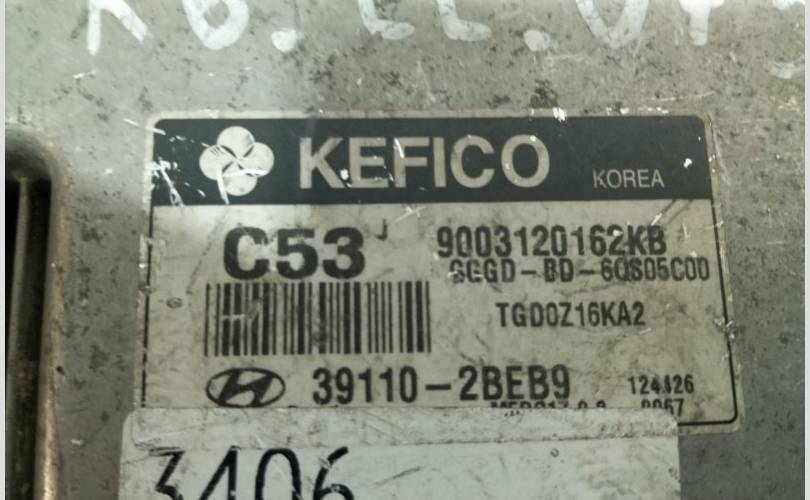 KEFICO KOREA
C53 9003120162KB
GGGD-BD-6QS05C00
TGD0Z16KA2
39110-2BEB9 124426
3406